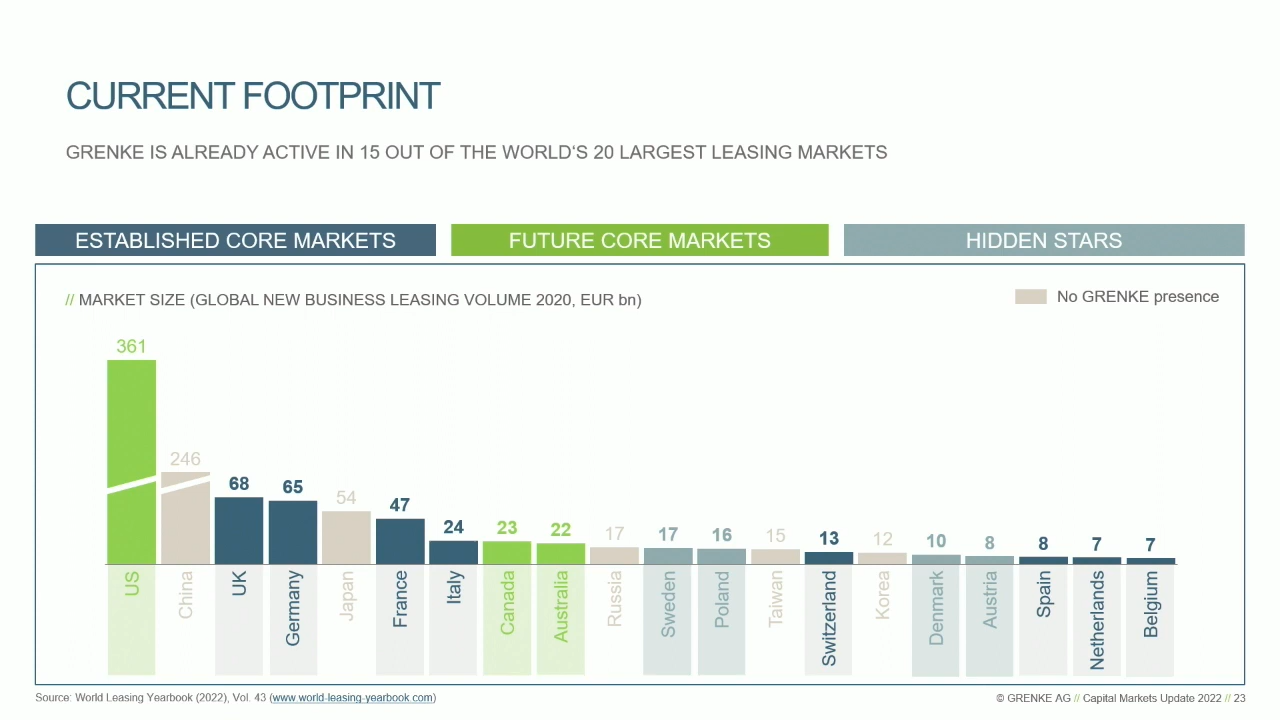 CURRENT FOOTPRINT
GRENKE IS ALREADY ACTIVE IN 15 OUT OF THE WORLD'S 20 LARGEST LEASING MARKETS
ESTABLISHED CORE MARKETS
FUTURE CORE MARKETS
HIDDEN STARS
// MARKET SIZE (GLOBAL NEW BUSINESS LEASING VOLUME 2020, EUR bn)
No GRENKE presence
361
246
68
65
54
47
24
23
22
17
17
16
15
13
12
10
8
8
7
7
US
China
UK
Germany
Japan
France
Italy
Canada
Australia
Russia
Sweden
Poland
Taiwan
Switzerland
Korea
Denmark
Austria
Spain
Netherlands
Belgium
Source: World Leasing Yearbook (2022), Vol. 43 (www.world-leasing-yearbook.com)
© GRENKE AG // Capital Markets Update 2022 // 23